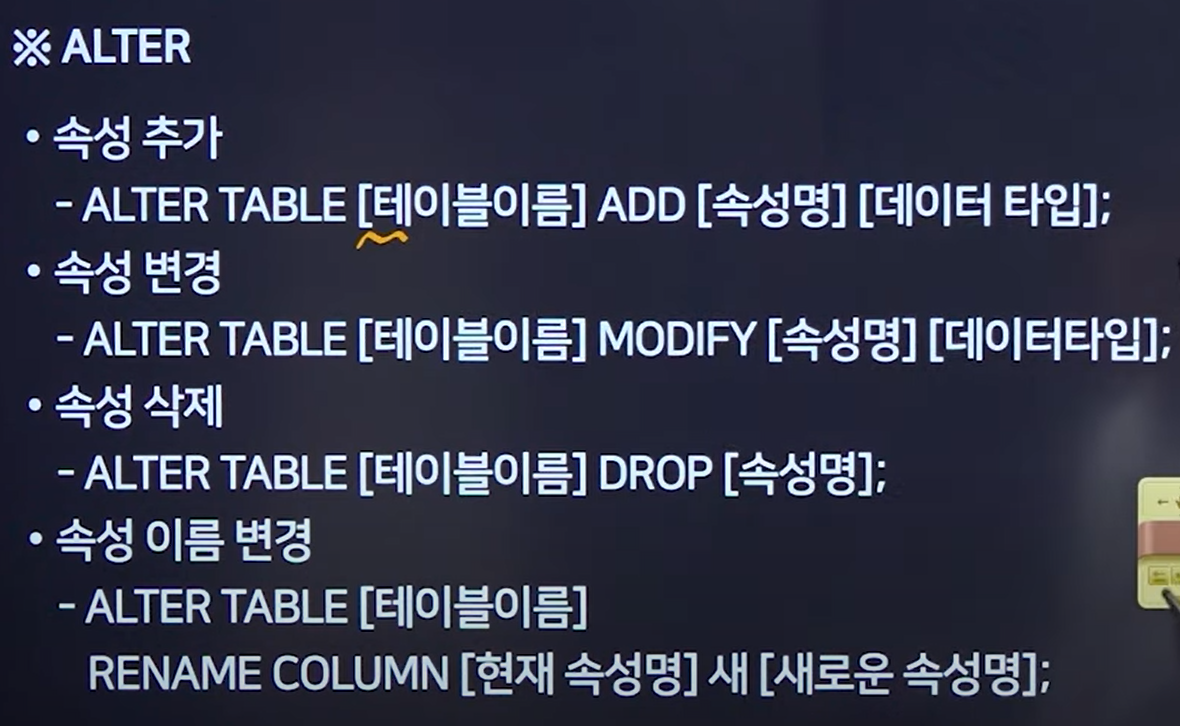 ※ ALTER
• 속성 추가
- ALTER TABLE [테이블이름] ADD [속성명] [데이터 타입];
• 속성 변경
- ALTER TABLE [테이블이름] MODIFY [속성명] [데이터타입];
• 속성 삭제
- ALTER TABLE [테이블이름] DROP [속성명];
• 속성 이름 변경
- ALTER TABLE [테이블이름]
RENAME COLUMN [현재 속성명] 새 [새로운 속성명];